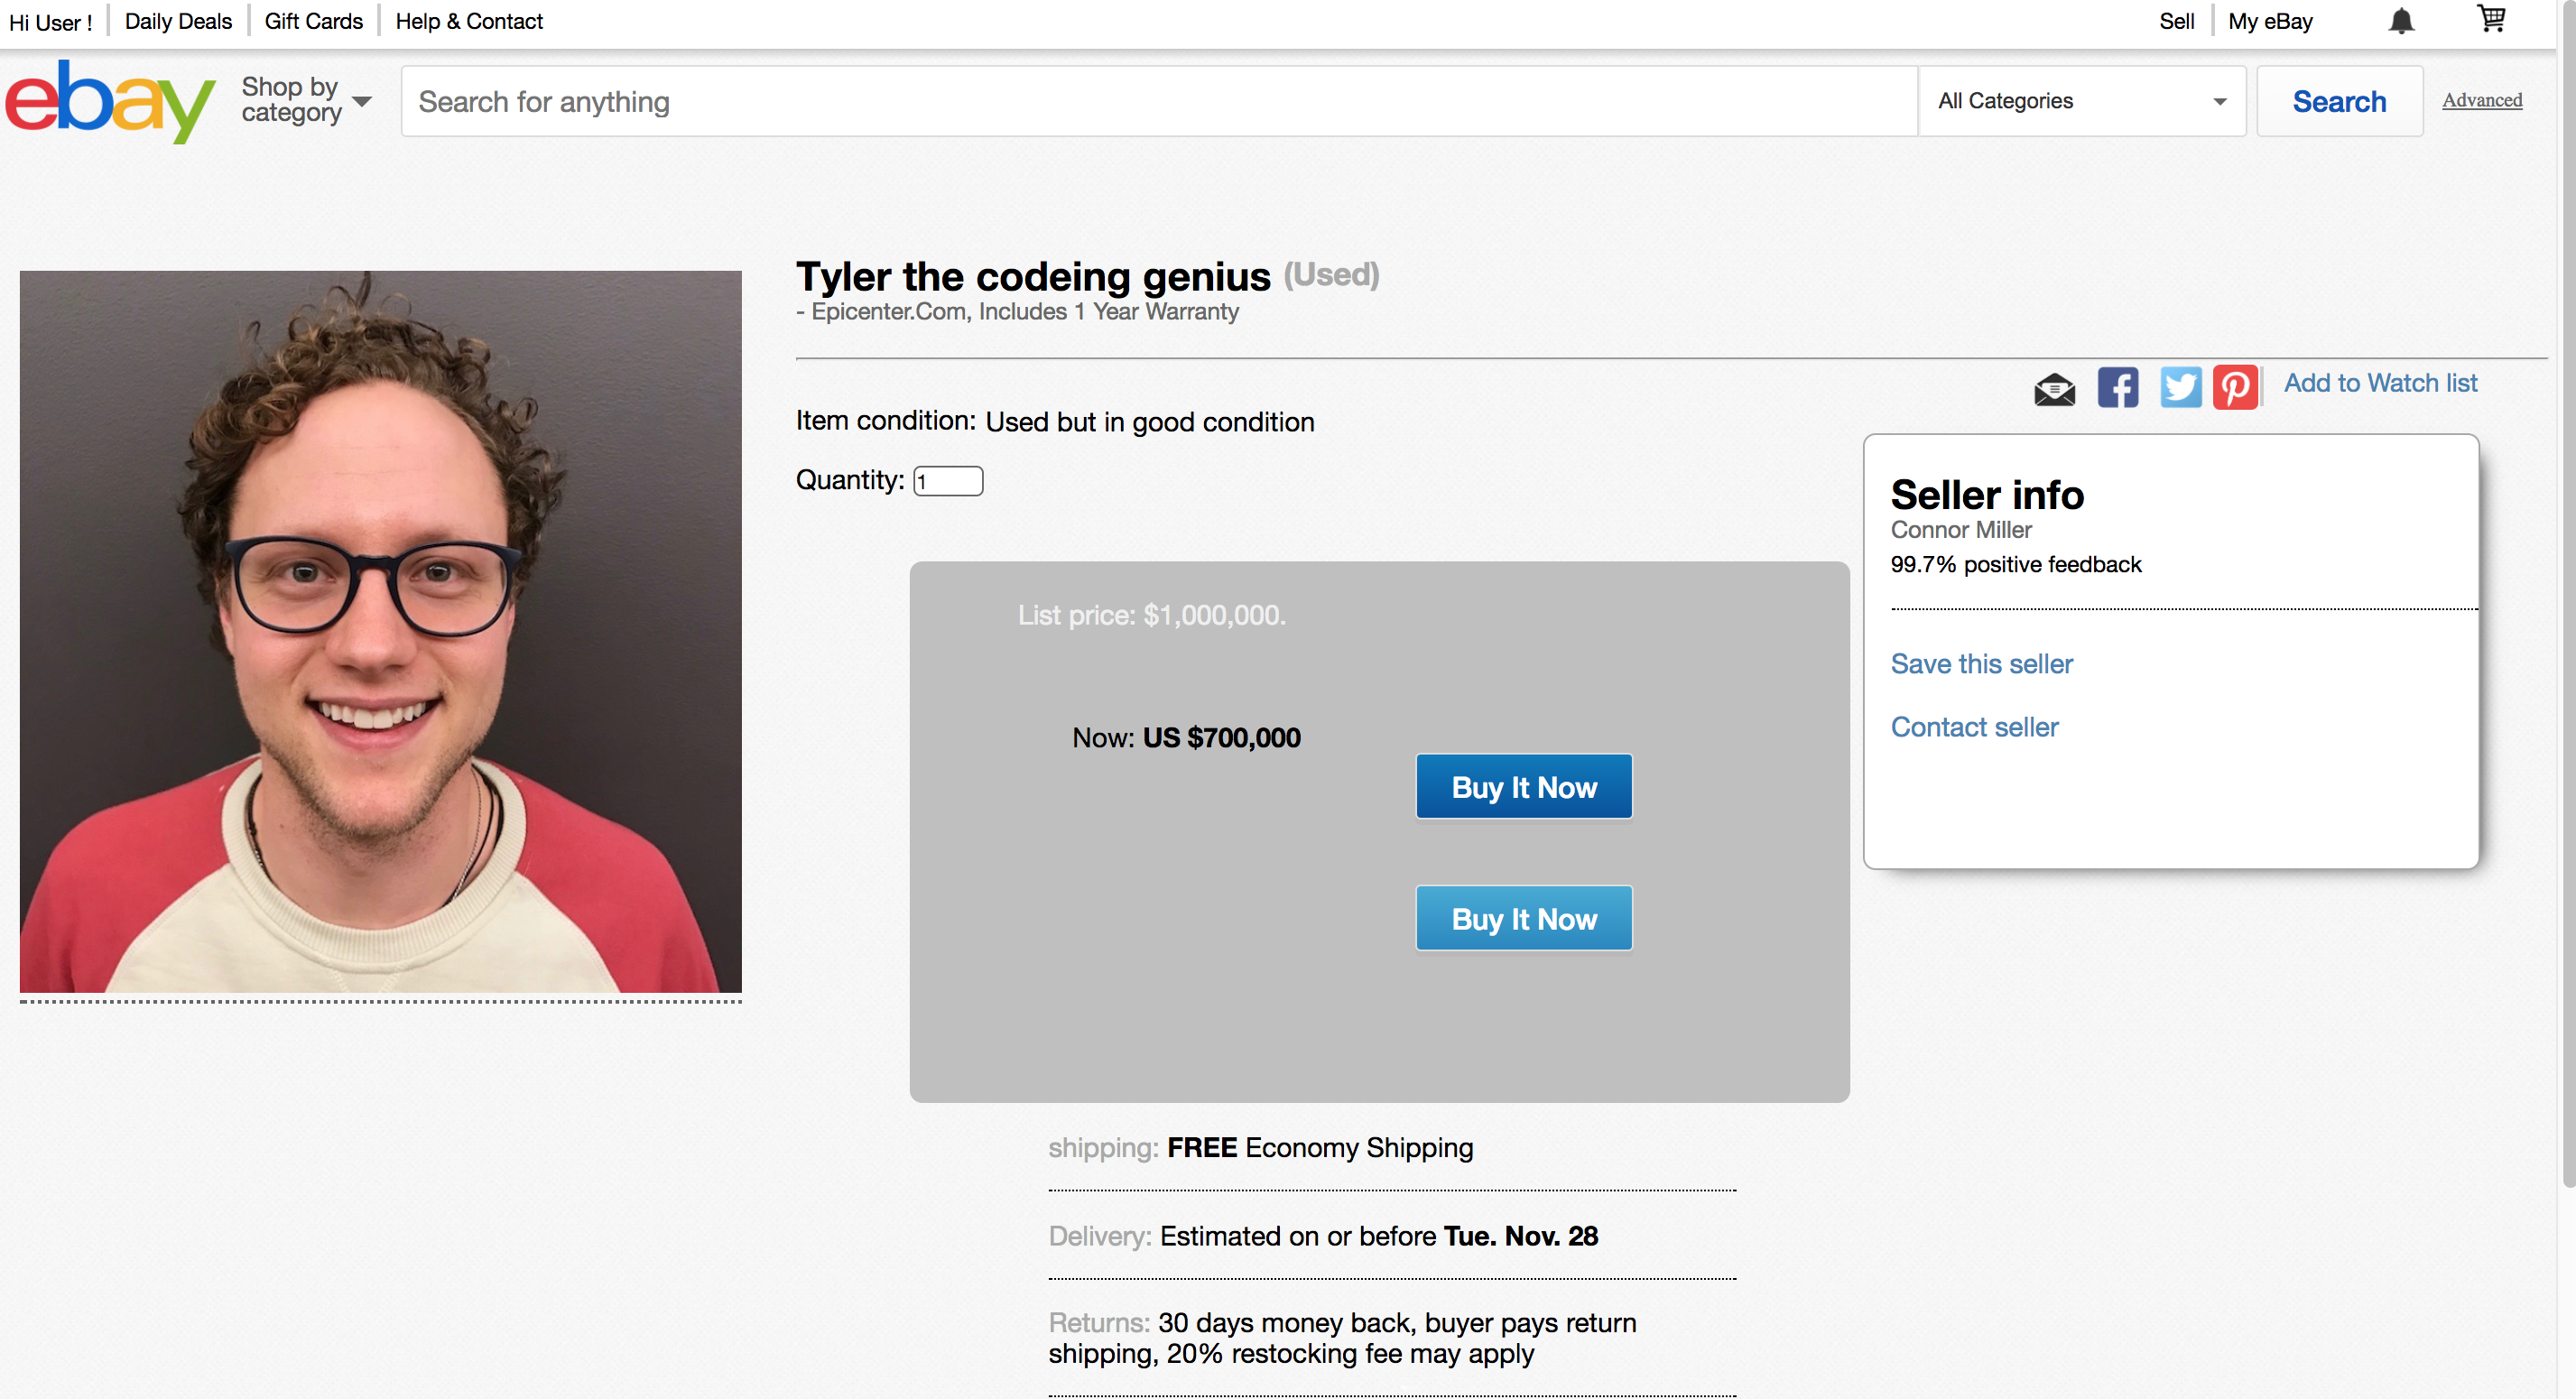 Hi User !
Daily Deals
Gift Cards
Help & Contact
Sell
My eBay
ebay
Shop by
category
Search for anything
All Categories
Search
Advanced
Tyler the codeing genius (Used)
- Epicenter.Com, Includes 1 Year Warranty
Add to Watch list
Item condition: Used but in good condition
Quantity: 1
Seller info
Connor Miller
99.7% positive feedback
Save this seller
Contact seller
List price: $1,000,000.
Now: US $700,000
Buy It Now
Buy It Now
shipping: FREE Economy Shipping
Delivery: Estimated on or before Tue. Nov. 28
Returns: 30 days money back, buyer pays return
shipping, 20% restocking fee may apply